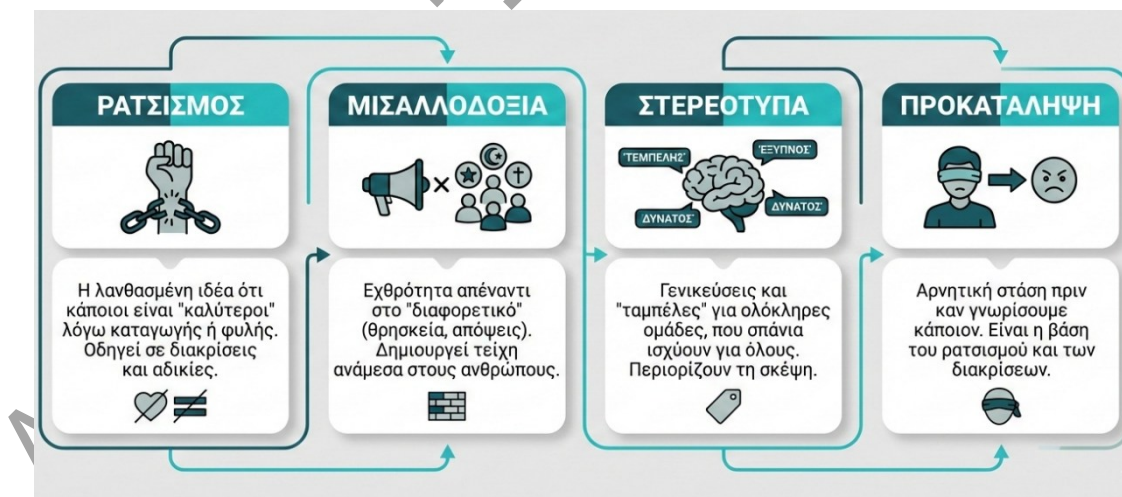 ΡΑΤΣΙΣΜΟΣ
Η λανθασμένη ιδέα ότι
κάποιοι είναι "καλύτεροι"
λόγω καταγωγής ή φυλής.
Οδηγεί σε διακρίσεις
και αδικίες.
ΜΙΣΑΛΛΟΔΟΞΙΑ
Εχθρότητα απέναντι
στο "διαφορετικό"
(θρησκεία, απόψεις).
Δημιουργεί τείχη
ανάμεσα στους ανθρώπους.
ΣΤΕΡΕΟΤΥΠΑ
'ΤΕΜΠΕΛΗΣ'
'ΈΞΥΠΝΟΣ'
ΔΥΝΑΤΟΣ'
ΔΥΝΑΤΟΣ'
Γενικεύσεις και
"ταμπέλες" για ολόκληρες
ομάδες, που σπάνια
ισχύουν για όλους.
Περιορίζουν τη σκέψη.
ΠΡΟΚΑΤΑΛΗΨΗ
Αρνητική στάση πριν
καν γνωρίσουμε
κάποιον. Είναι η βάση
του ρατσισμού και των
διακρίσεων.